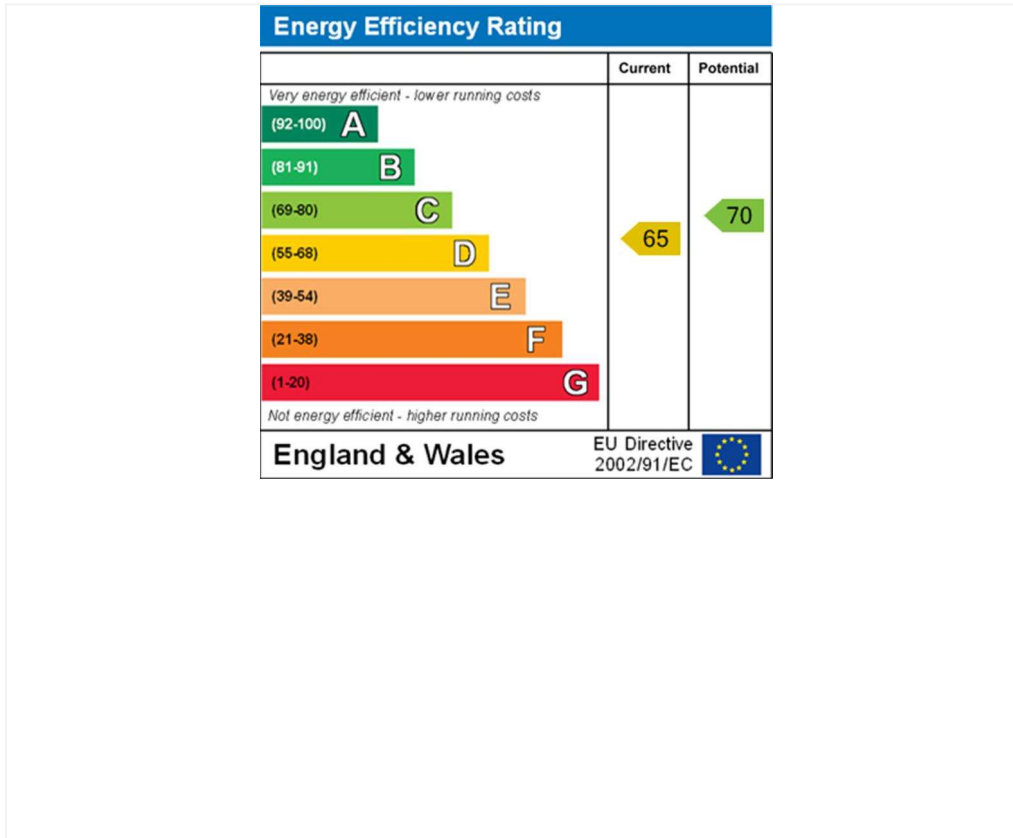 Energy Efficiency Rating
Current Potential
Very energy efficient - lower running costs
(92-100) A
(81-91) B
(69-80) C
70
(55-68) D
65
(39-54) E
(21-38) F
(1-20) G
Not energy efficient - higher running costs
England & Wales
EU Directive
2002/91/EC